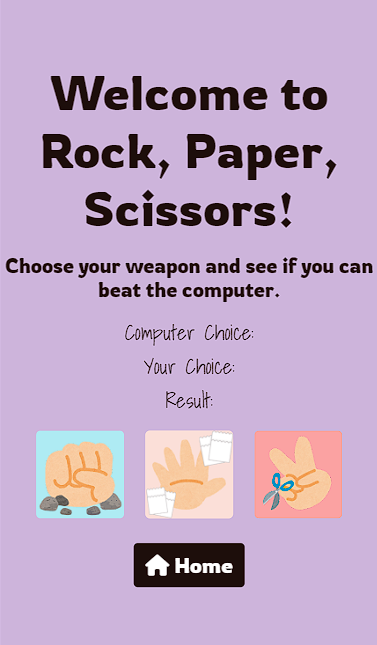 Welcome to
Rock, Paper,
Scissors!
Choose your weapon and see if you can
beat the computer.
Computer Choice:
Your Choice:
Result:
Home